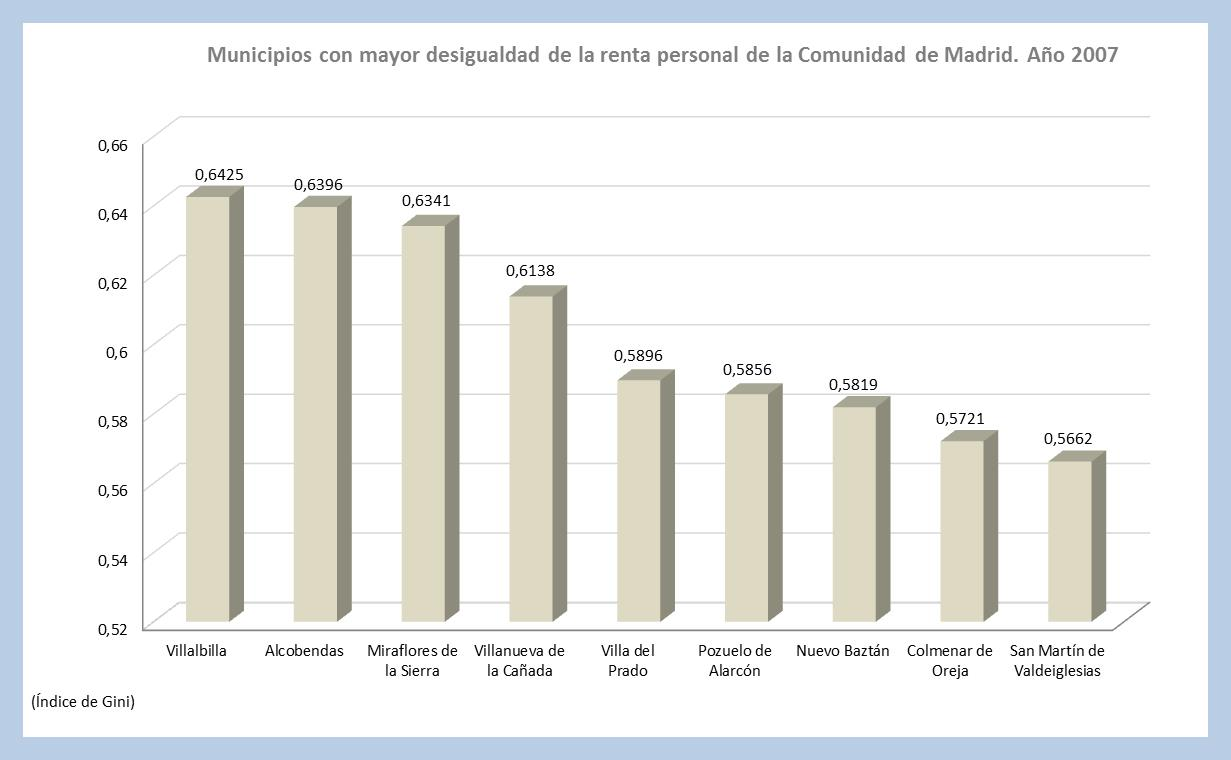 Municipios con mayor desigualdad de la renta personal de la Comunidad de Madrid. Año 2007
0,66
0,64
0,62
0,6
0,58
0,56
0,54
0,52
0,6425
0,6396
0,6341
0,6138
0,5896
0,5856
0,5819
0,5721
0,5662
Villalbilla
Alcobendas
Miraflores de
la Sierra
Villanueva de
la Cañada
Villa del
Prado
Pozuelo de
Alarcón
Nuevo Baztán
Colmenar de
Oreja
San Martín de
Valdeiglesias
(Índice de Gini)